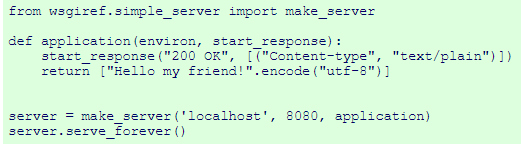 from wsgiref.simple_server import make_server

def application(environ, start_response):
    start_response("200 OK", [("Content-type", "text/plain")])
    return ["Hello my friend!".encode("utf-8")]


server = make_server('localhost', 8080, application)
server.serve_forever()